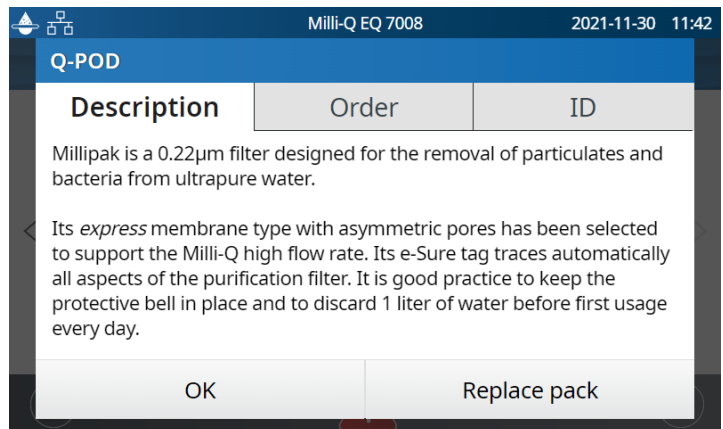 Milli-Q EQ 7008 2021-11-30 11:42
Q-POD
Description Order ID
Millipak is a 0.22µm filter designed for the removal of particulates and
bacteria from ultrapure water.
Its express membrane type with asymmetric pores has been selected
to support the Milli-Q high flow rate. Its e-Sure tag traces automatically
all aspects of the purification filter. It is good practice to keep the
protective bell in place and to discard 1 liter of water before first usage
every day.
OK Replace pack